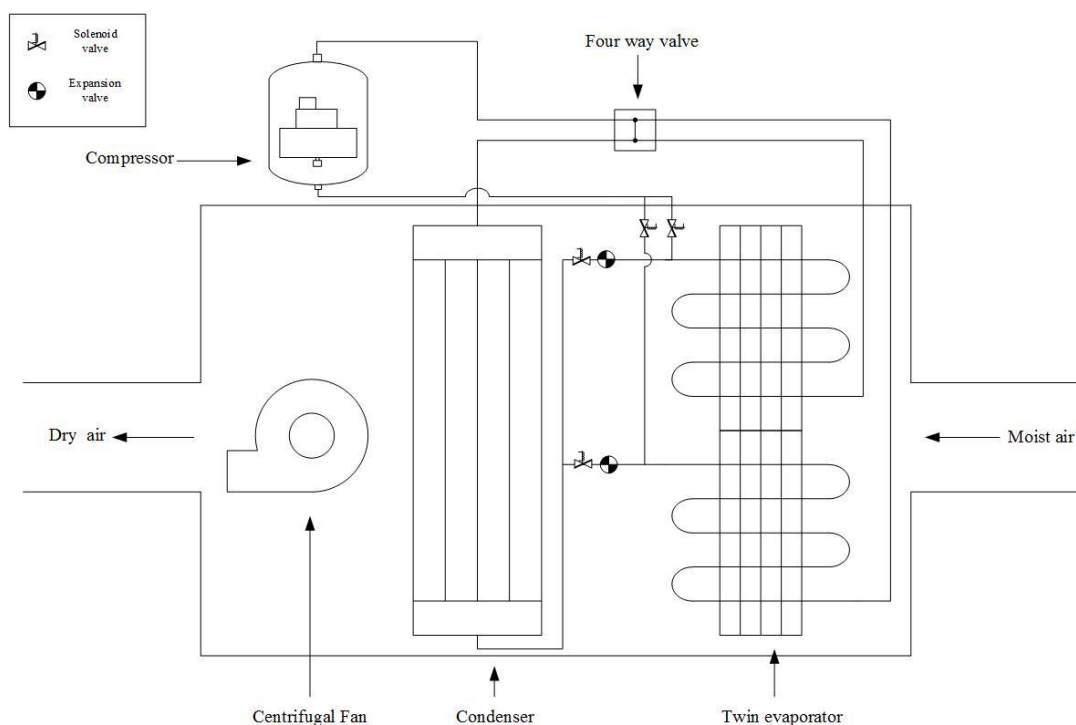 Solenoid
valve
Expansion
valve
Four way valve
Compressor
Dry air
Moist air
Centrifugal Fan
Condenser
Twin evaporator